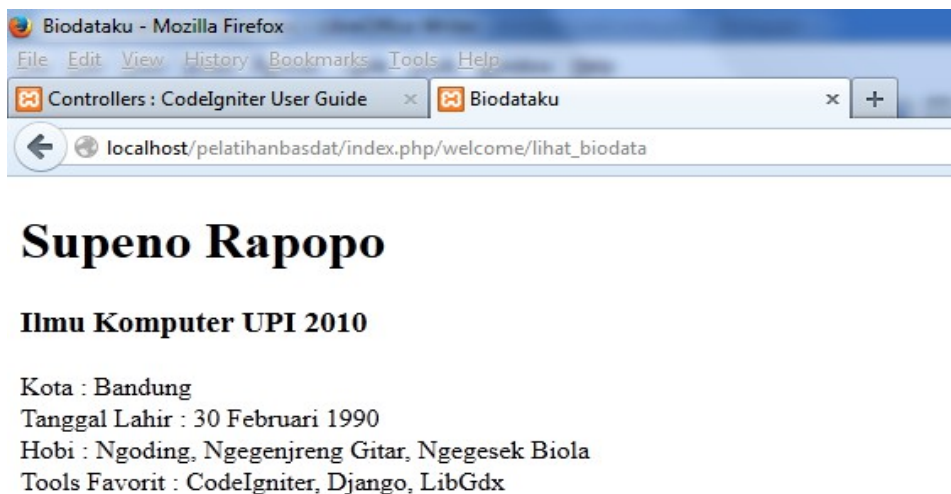 Biodataku - Mozilla Firefox
File Edit View History Bookmarks Tools Help
Controllers : CodeIgniter User Guide × Biodataku × +
localhost/pelatihanbasdat/index.php/welcome/lihat_biodata
Supeno Rapopo
Ilmu Komputer UPI 2010
Kota : Bandung
Tanggal Lahir : 30 Februari 1990
Hobi : Ngoding, Ngegenjreng Gitar, Ngegesek Biola
Tools Favorit : CodeIgniter, Django, LibGdx